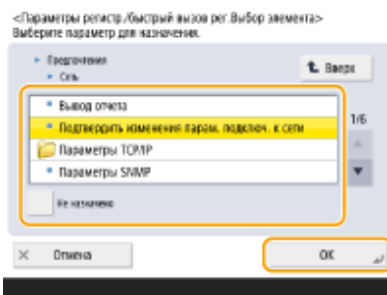 <Параметры регистр./быстрый вызов рег.Выбор элемента>
Выберите параметр для назначения.
Предпочтения
Сеть
Вверх
Вывод отчета
Подтвердить изменения парам. подключ. к сети
Параметры TCP/IP
Параметры SNMP
1/6
Не назначено
Отмена
OK